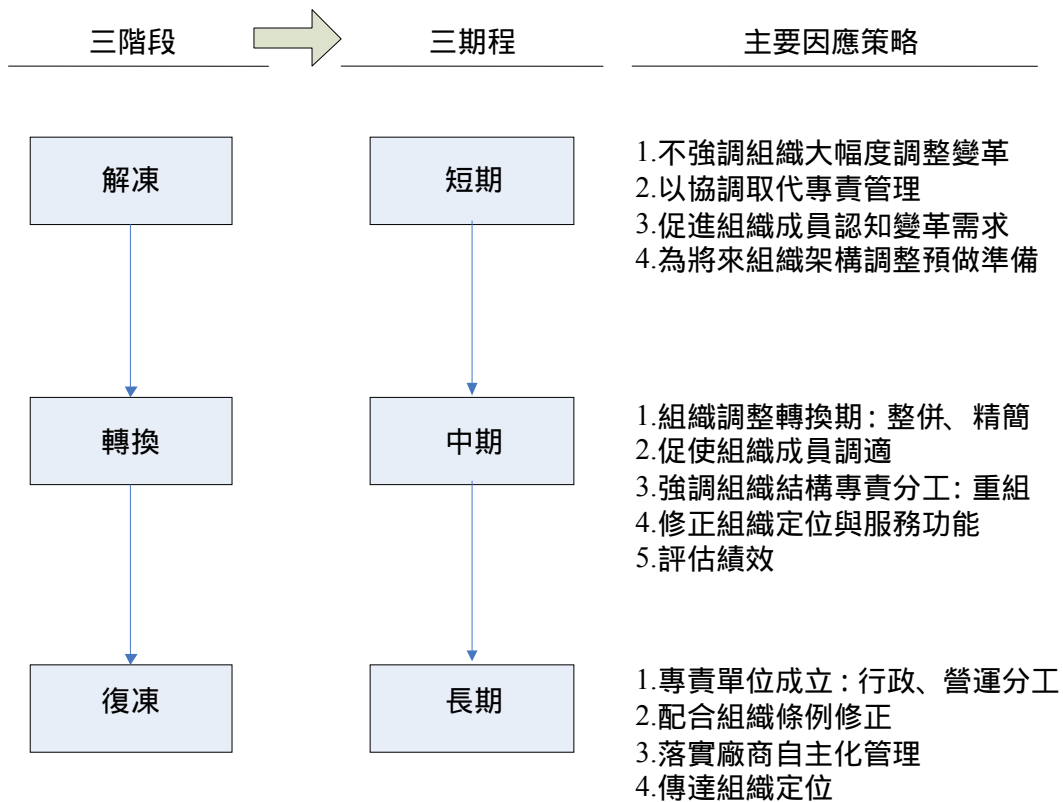 三階段
三期程
主要因應策略
解凍
短期
1.不強調組織大幅度調整變革
2.以協調取代專責管理
3.促進組織成員認知變革需求
4.為將來組織架構調整預做準備
轉換
中期
1.組織調整轉換期：整併、精簡
2.促使組織成員調適
3.強調組織結構專責分工：重組
4.修正組織定位與服務功能
5.評估績效
復凍
長期
1.專責單位成立：行政、營運分工
2.配合組織條例修正
3.落實廠商自主化管理
4.傳達組織定位